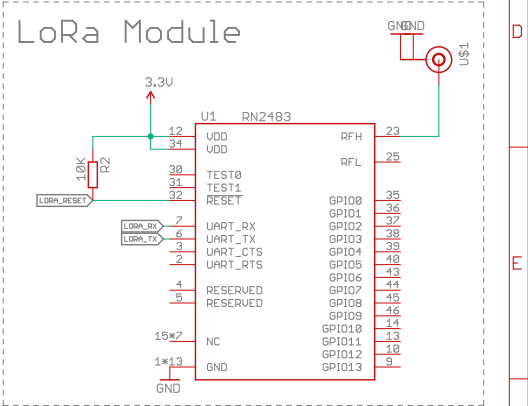 LoRa Module
GND
GND
U$1
D
3.3V
U1
RN2483
12
VDD
RFH
23
34
VDD
10K
R2
RFL
25
30
TEST0
31
TEST1
32
RESET
GPIO0
35
LORA_RESET
GPIO1
36
LORA_RX
7
UART_RX
GPIO2
37
LORA_TX
6
UART_TX
GPIO3
38
3
UART_CTS
GPIO4
39
2
UART_RTS
GPIO5
40
E
GPIO6
43
4
RESERVED
GPIO7
44
5
RESERVED
GPIO8
45
GPIO9
46
GPIO10
14
15*7
NC
GPIO11
13
GPIO12
10
1*13
GND
GPIO13
9
GND